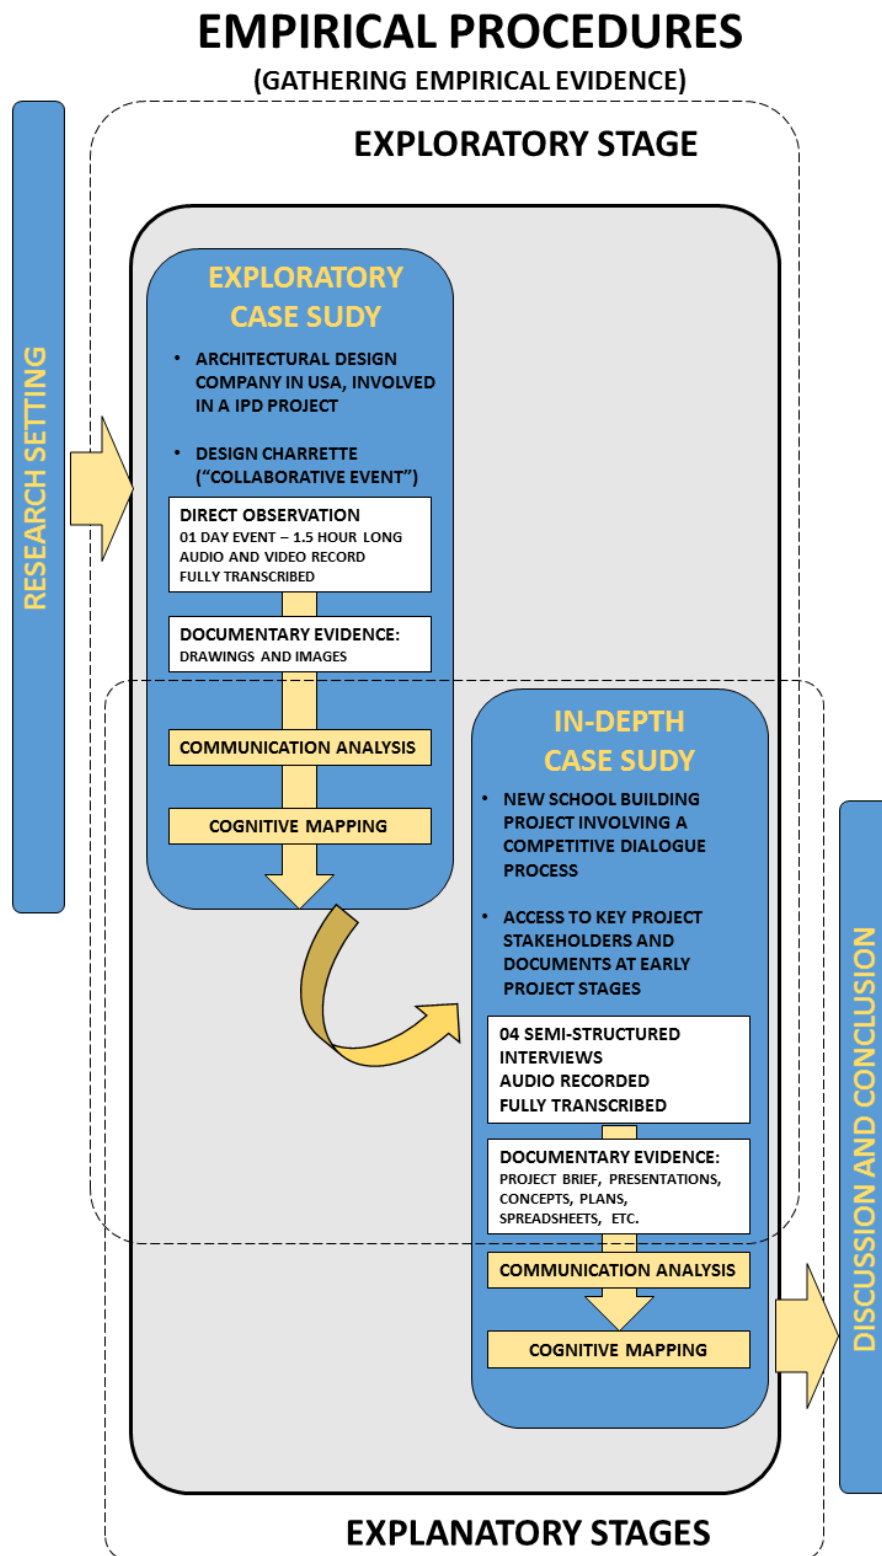 EMPIRICAL PROCEDURES
(GATHERING EMPIRICAL EVIDENCE)
EXPLORATORY STAGE
RESEARCH SETTING
EXPLORATORY
CASE SUDY
• ARCHITECTURAL DESIGN
COMPANY IN USA, INVOLVED
IN A IPD PROJECT
• DESIGN CHARRETTE
(“COLLABORATIVE EVENT”)
DIRECT OBSERVATION
01 DAY EVENT – 1.5 HOUR LONG
AUDIO AND VIDEO RECORD
FULLY TRANSCRIBED
DOCUMENTARY EVIDENCE:
DRAWINGS AND IMAGES
COMMUNICATION ANALYSIS
COGNITIVE MAPPING
IN-DEPTH
CASE SUDY
• NEW SCHOOL BUILDING
PROJECT INVOLVING A
COMPETITIVE DIALOGUE
PROCESS
• ACCESS TO KEY PROJECT
STAKEHOLDERS AND
DOCUMENTS AT EARLY
PROJECT STAGES
04 SEMI-STRUCTURED
INTERVIEWS
AUDIO RECORDED
FULLY TRANSCRIBED
DOCUMENTARY EVIDENCE:
PROJECT BRIEF, PRESENTATIONS,
CONCEPTS, PLANS,
SPREADSHEETS, ETC.
COMMUNICATION ANALYSIS
COGNITIVE MAPPING
DISCUSSION AND CONCLUSION
EXPLANATORY STAGES